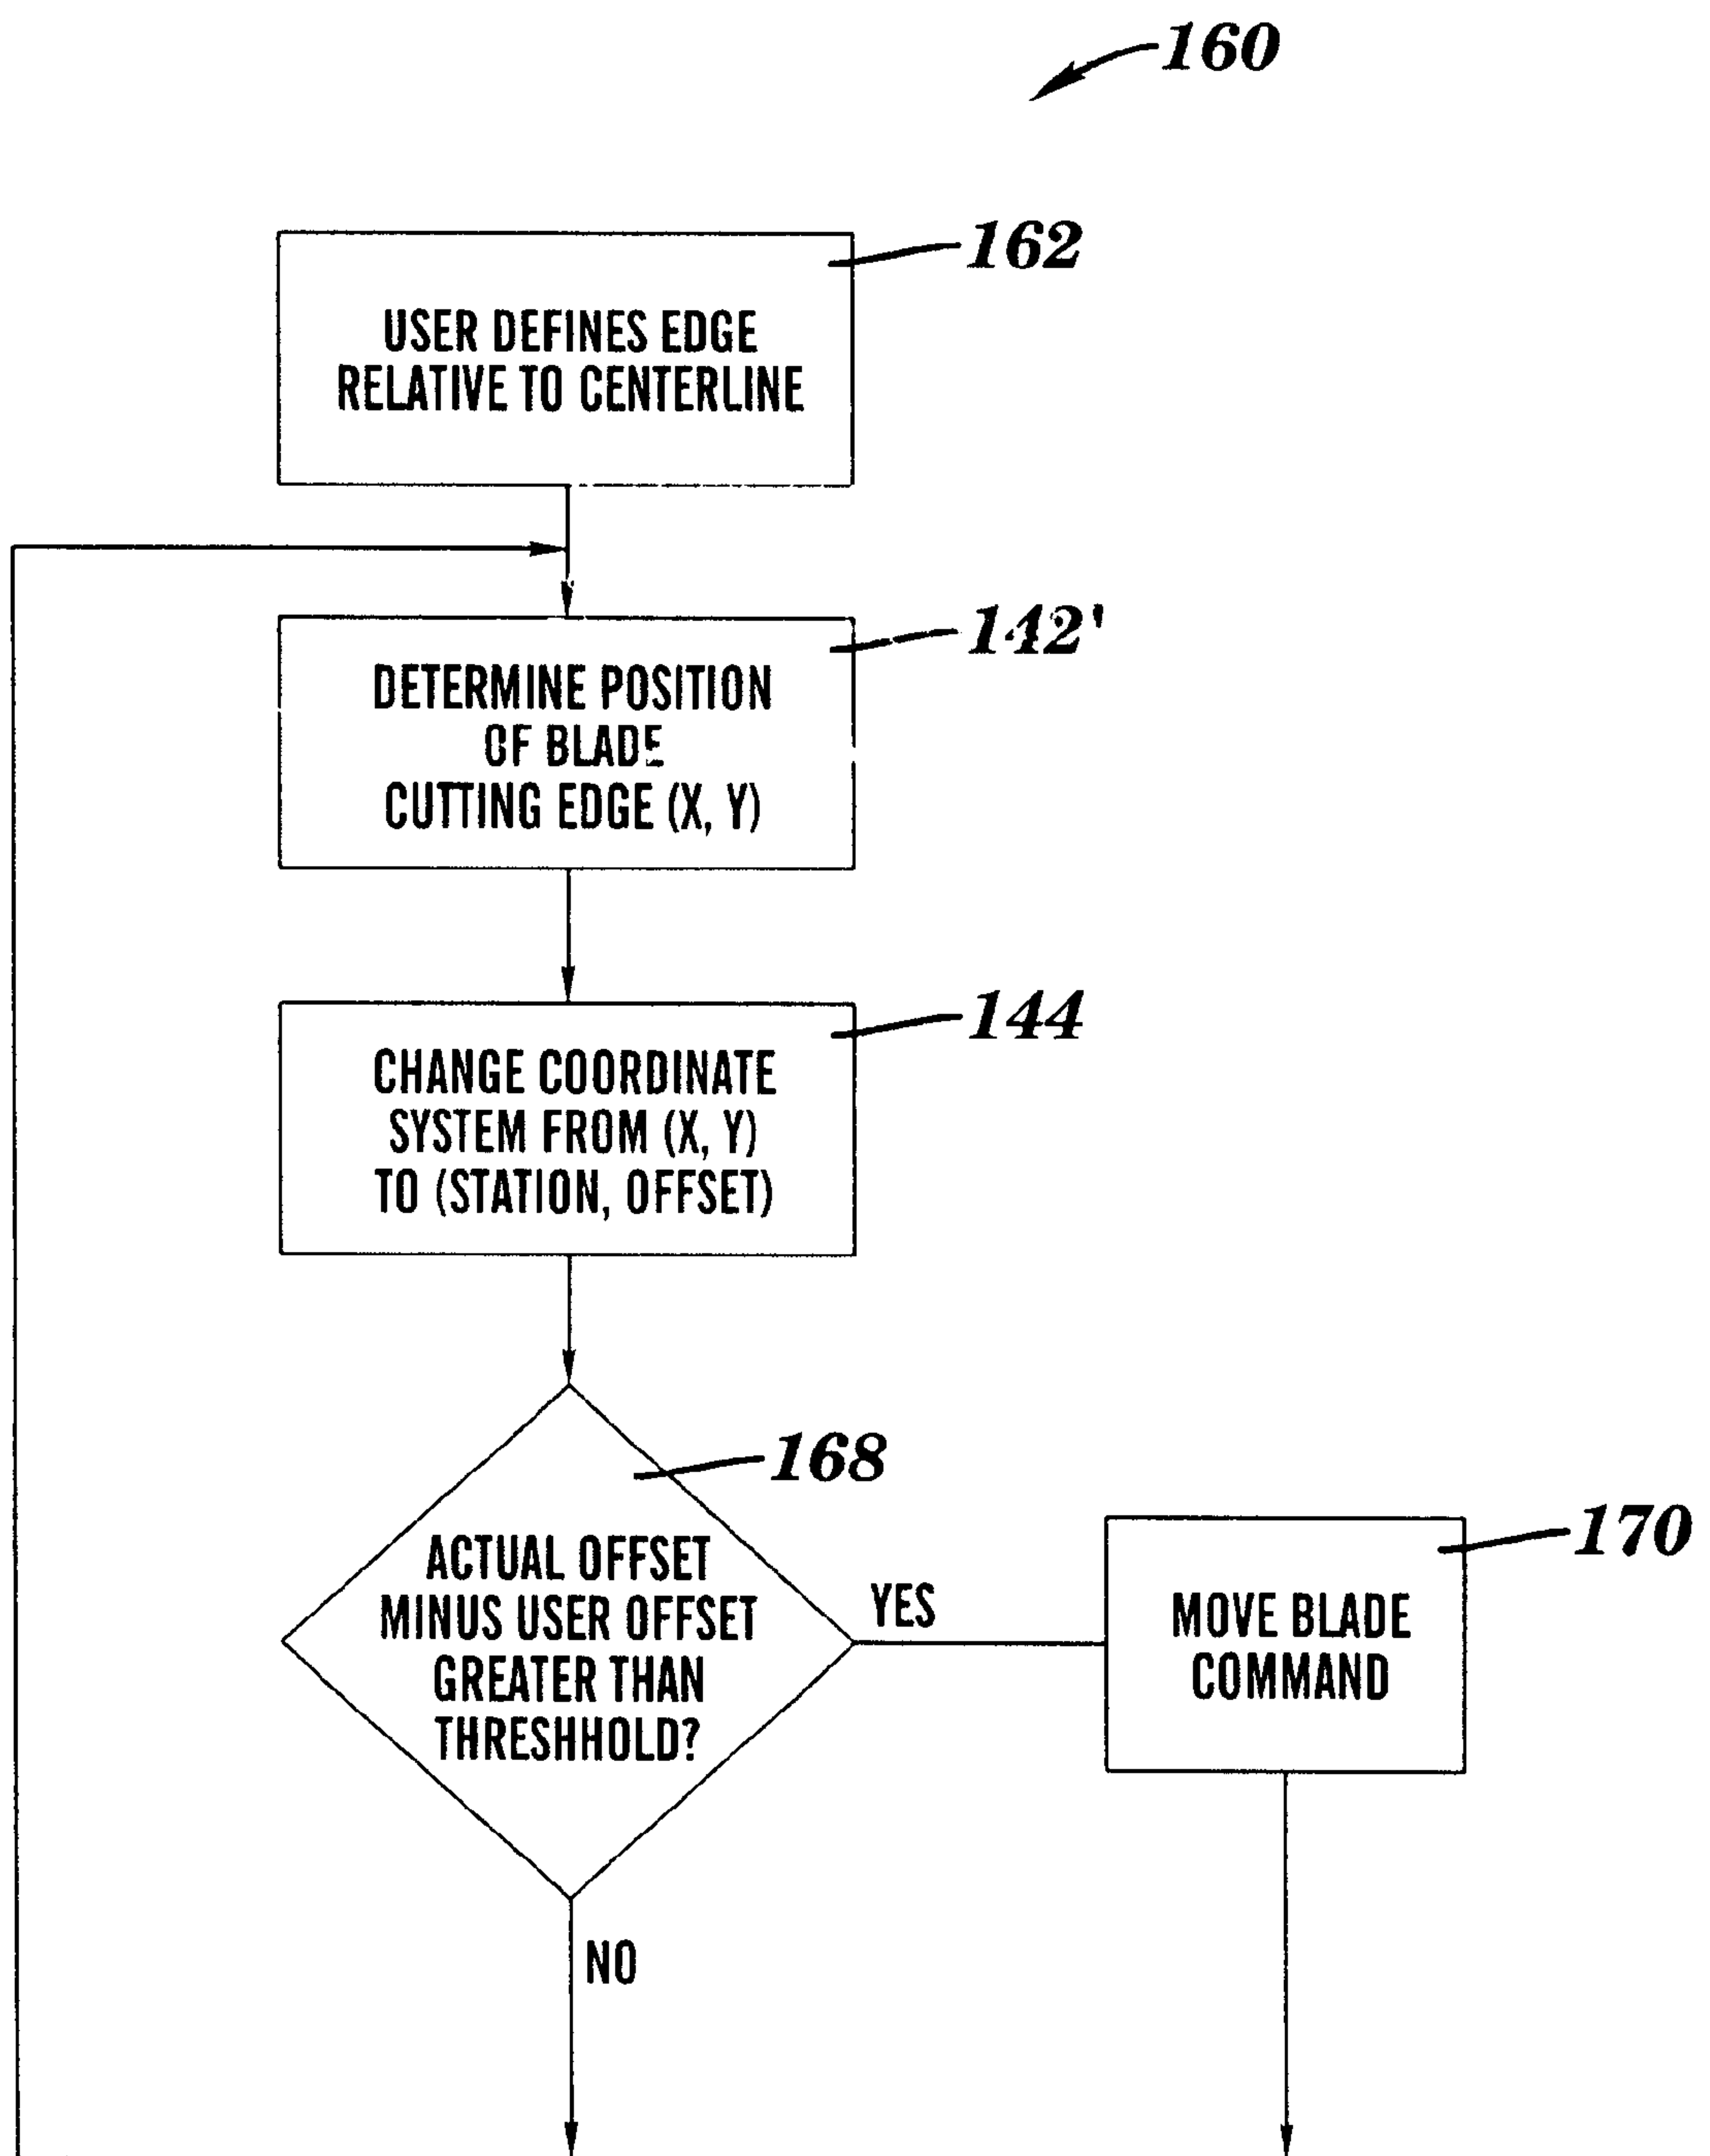 160
162
USER DEFINES EDGE
RELATIVE TO CENTERLINE
142'
DETERMINE POSITION
OF BLADE
CUTTING EDGE (X, Y)
144
CHANGE COORDINATE
SYSTEM FROM (X, Y)
TO (STATION, OFFSET)
168
ACTUAL OFFSET
MINUS USER OFFSET
GREATER THAN
THRESHHOLD?
YES
170
MOVE BLADE
COMMAND
NO